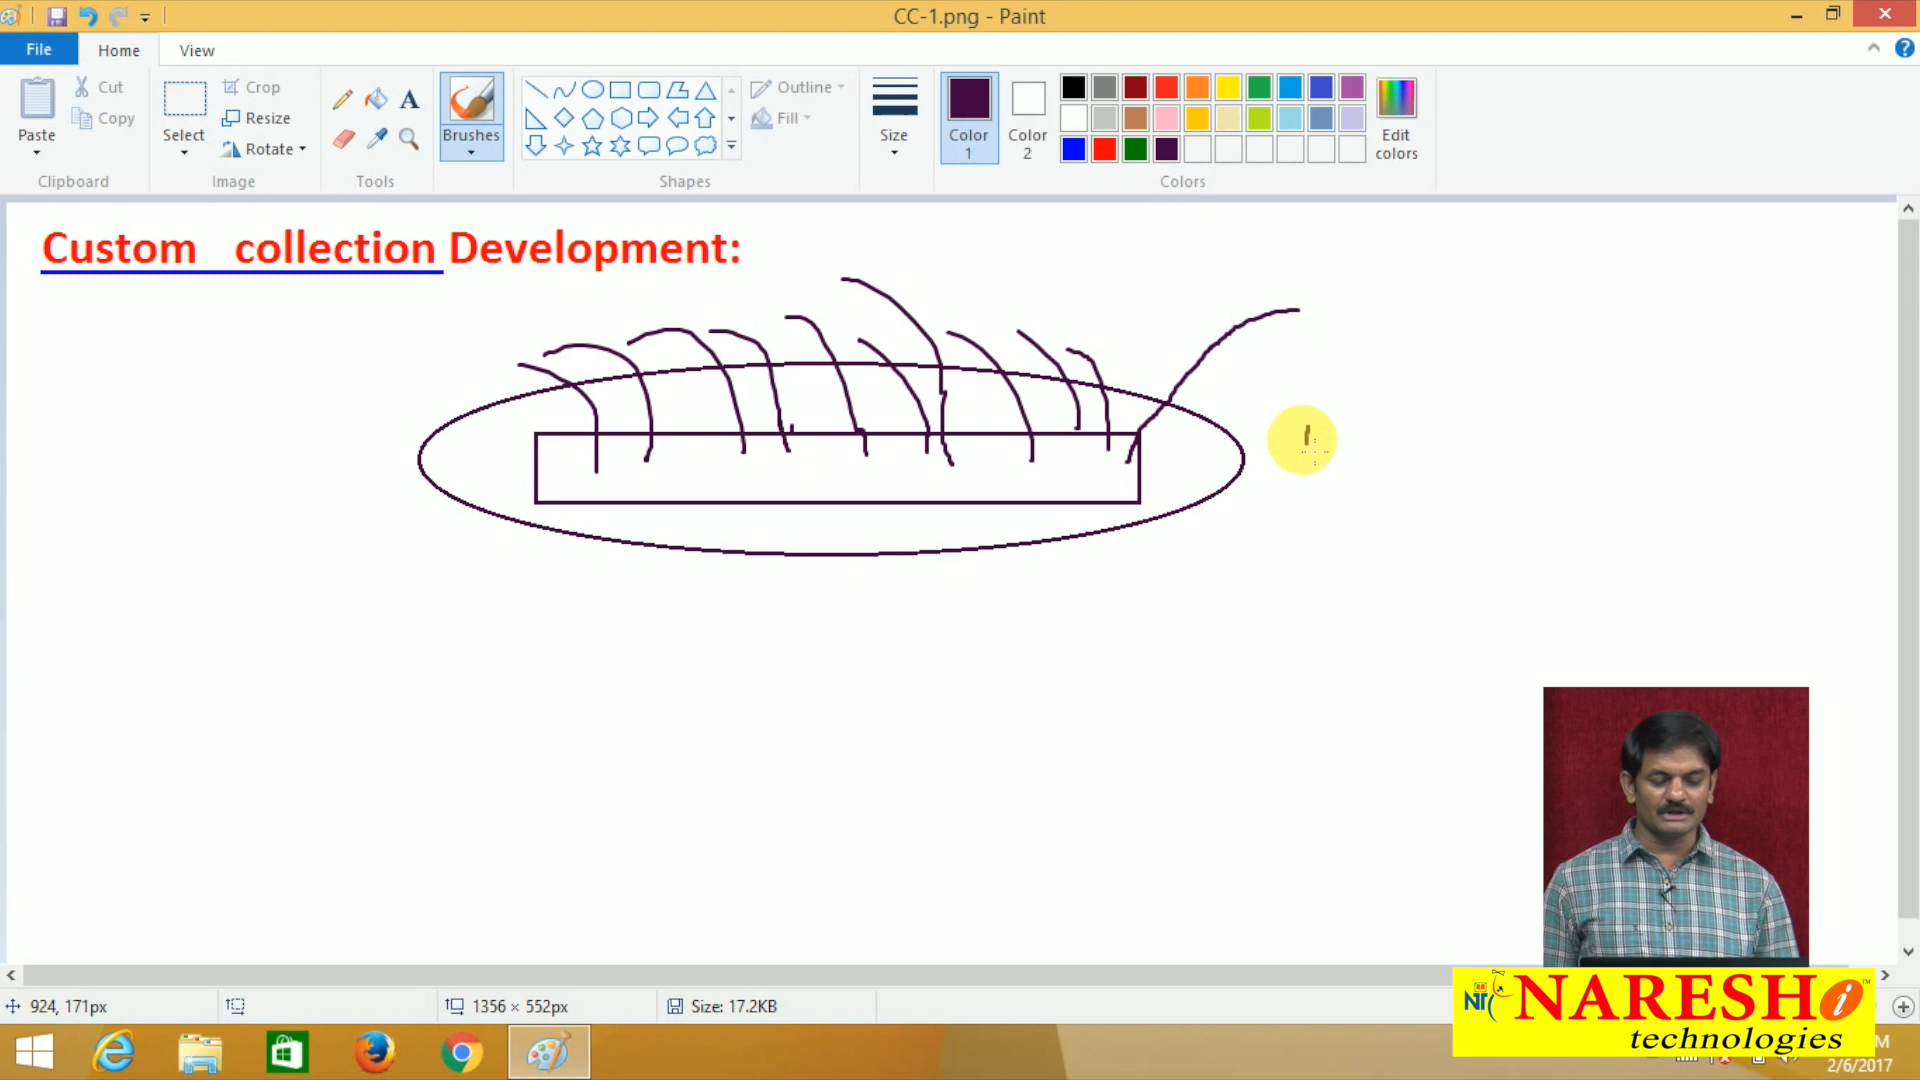 CC-1.png - Paint
File Home View
Paste
Cut
Copy
Clipboard
Select
Crop
Resize
Rotate
Image
A
Tools
Brushes
Outline
Fill
Shapes
Size
Color 1
Color 2
Edit colors
Colors
Custom collection Development:
924, 171px
1356 × 552px
Size: 17.2KB
NARESH i
technologies
M
2/6/2017